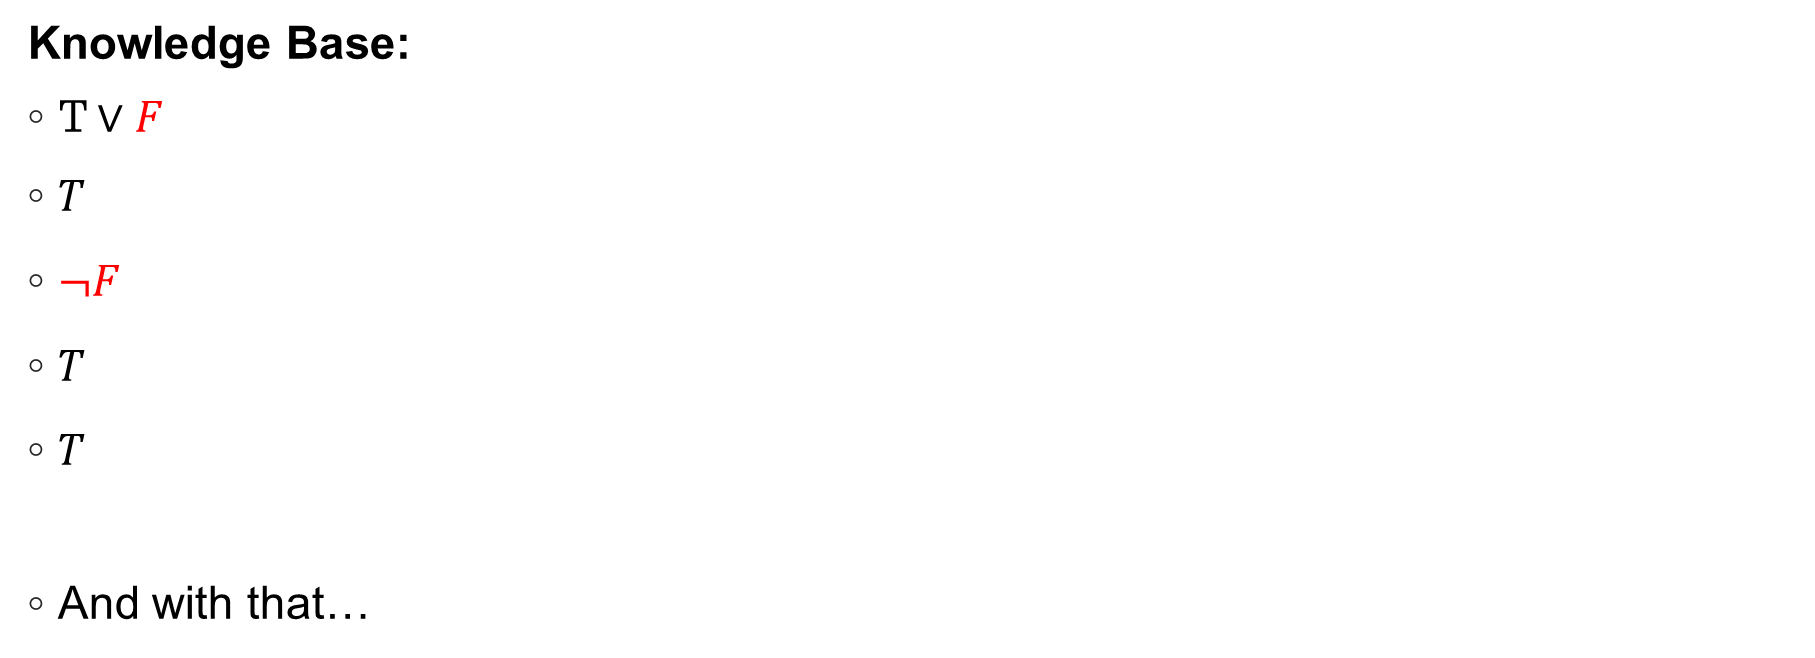 Knowledge Base:
◦ T ∨ F
◦ T
◦ ¬F
◦ T
◦ T
◦ And with that…